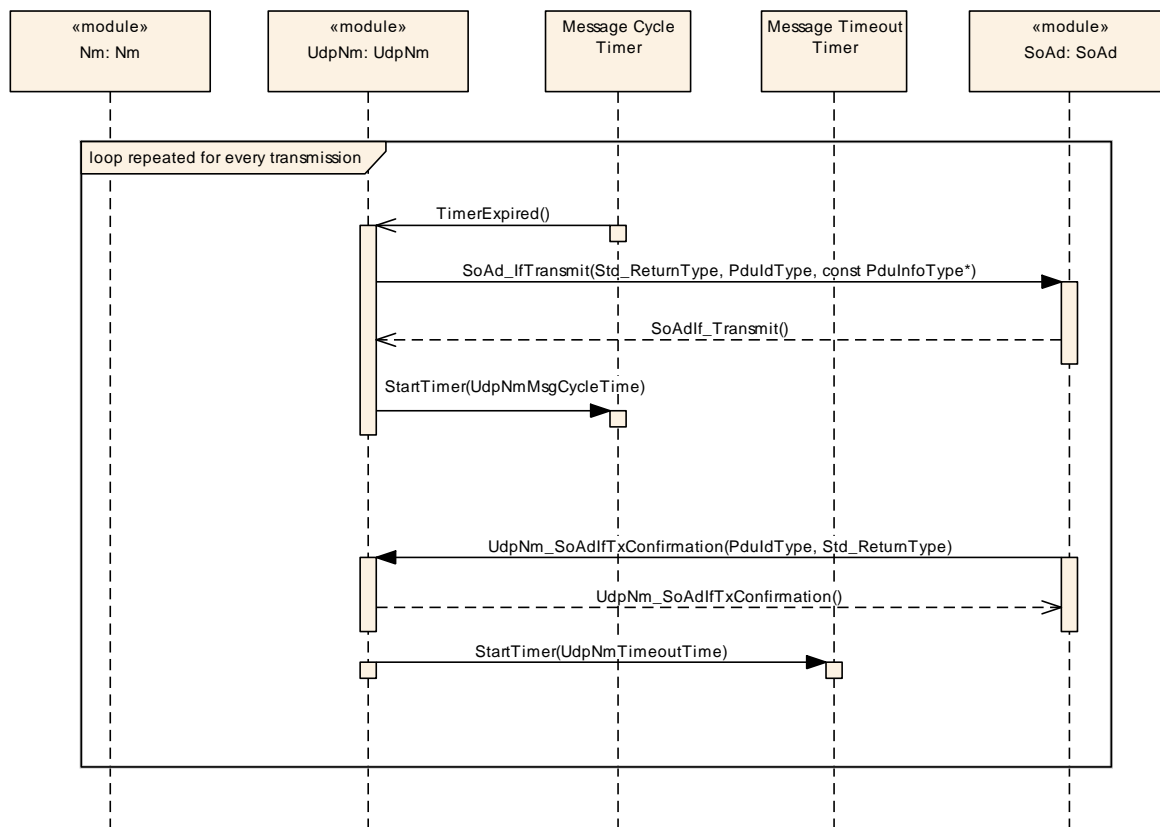 «module»
Nm: Nm
«module»
UdpNm: UdpNm
Message Cycle
Timer
Message Timeout
Timer
«module»
SoAd: SoAd
loop repeated for every transmission
TimerExpired()
SoAd_IfTransmit(Std_ReturnType, PduIdType, const PduInfoType*)
SoAdIf_Transmit()
StartTimer(UdpNmMsgCycleTime)
UdpNm_SoAdIfTxConfirmation(PduIdType, Std_ReturnType)
UdpNm_SoAdIfTxConfirmation()
StartTimer(UdpNmTimeoutTime)